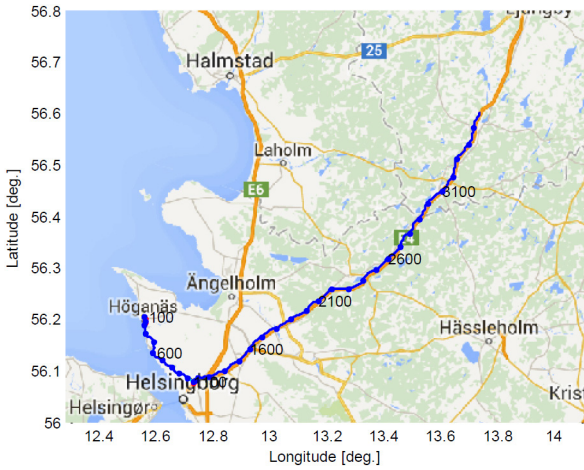 56.8
56.7
56.6
56.5
56.4
56.3
56.2
56.1
56
Latitude [deg.]
Ljungby
25
Halmstad
Laholm
E6
3100
2600
Ängelholm
2100
Höganäs
100
600
1600
Hässleholm
Helsingborg
Helsingør
Krist
12.4
12.6
12.8
13
13.2
13.4
13.6
13.8
14
Longitude [deg.]